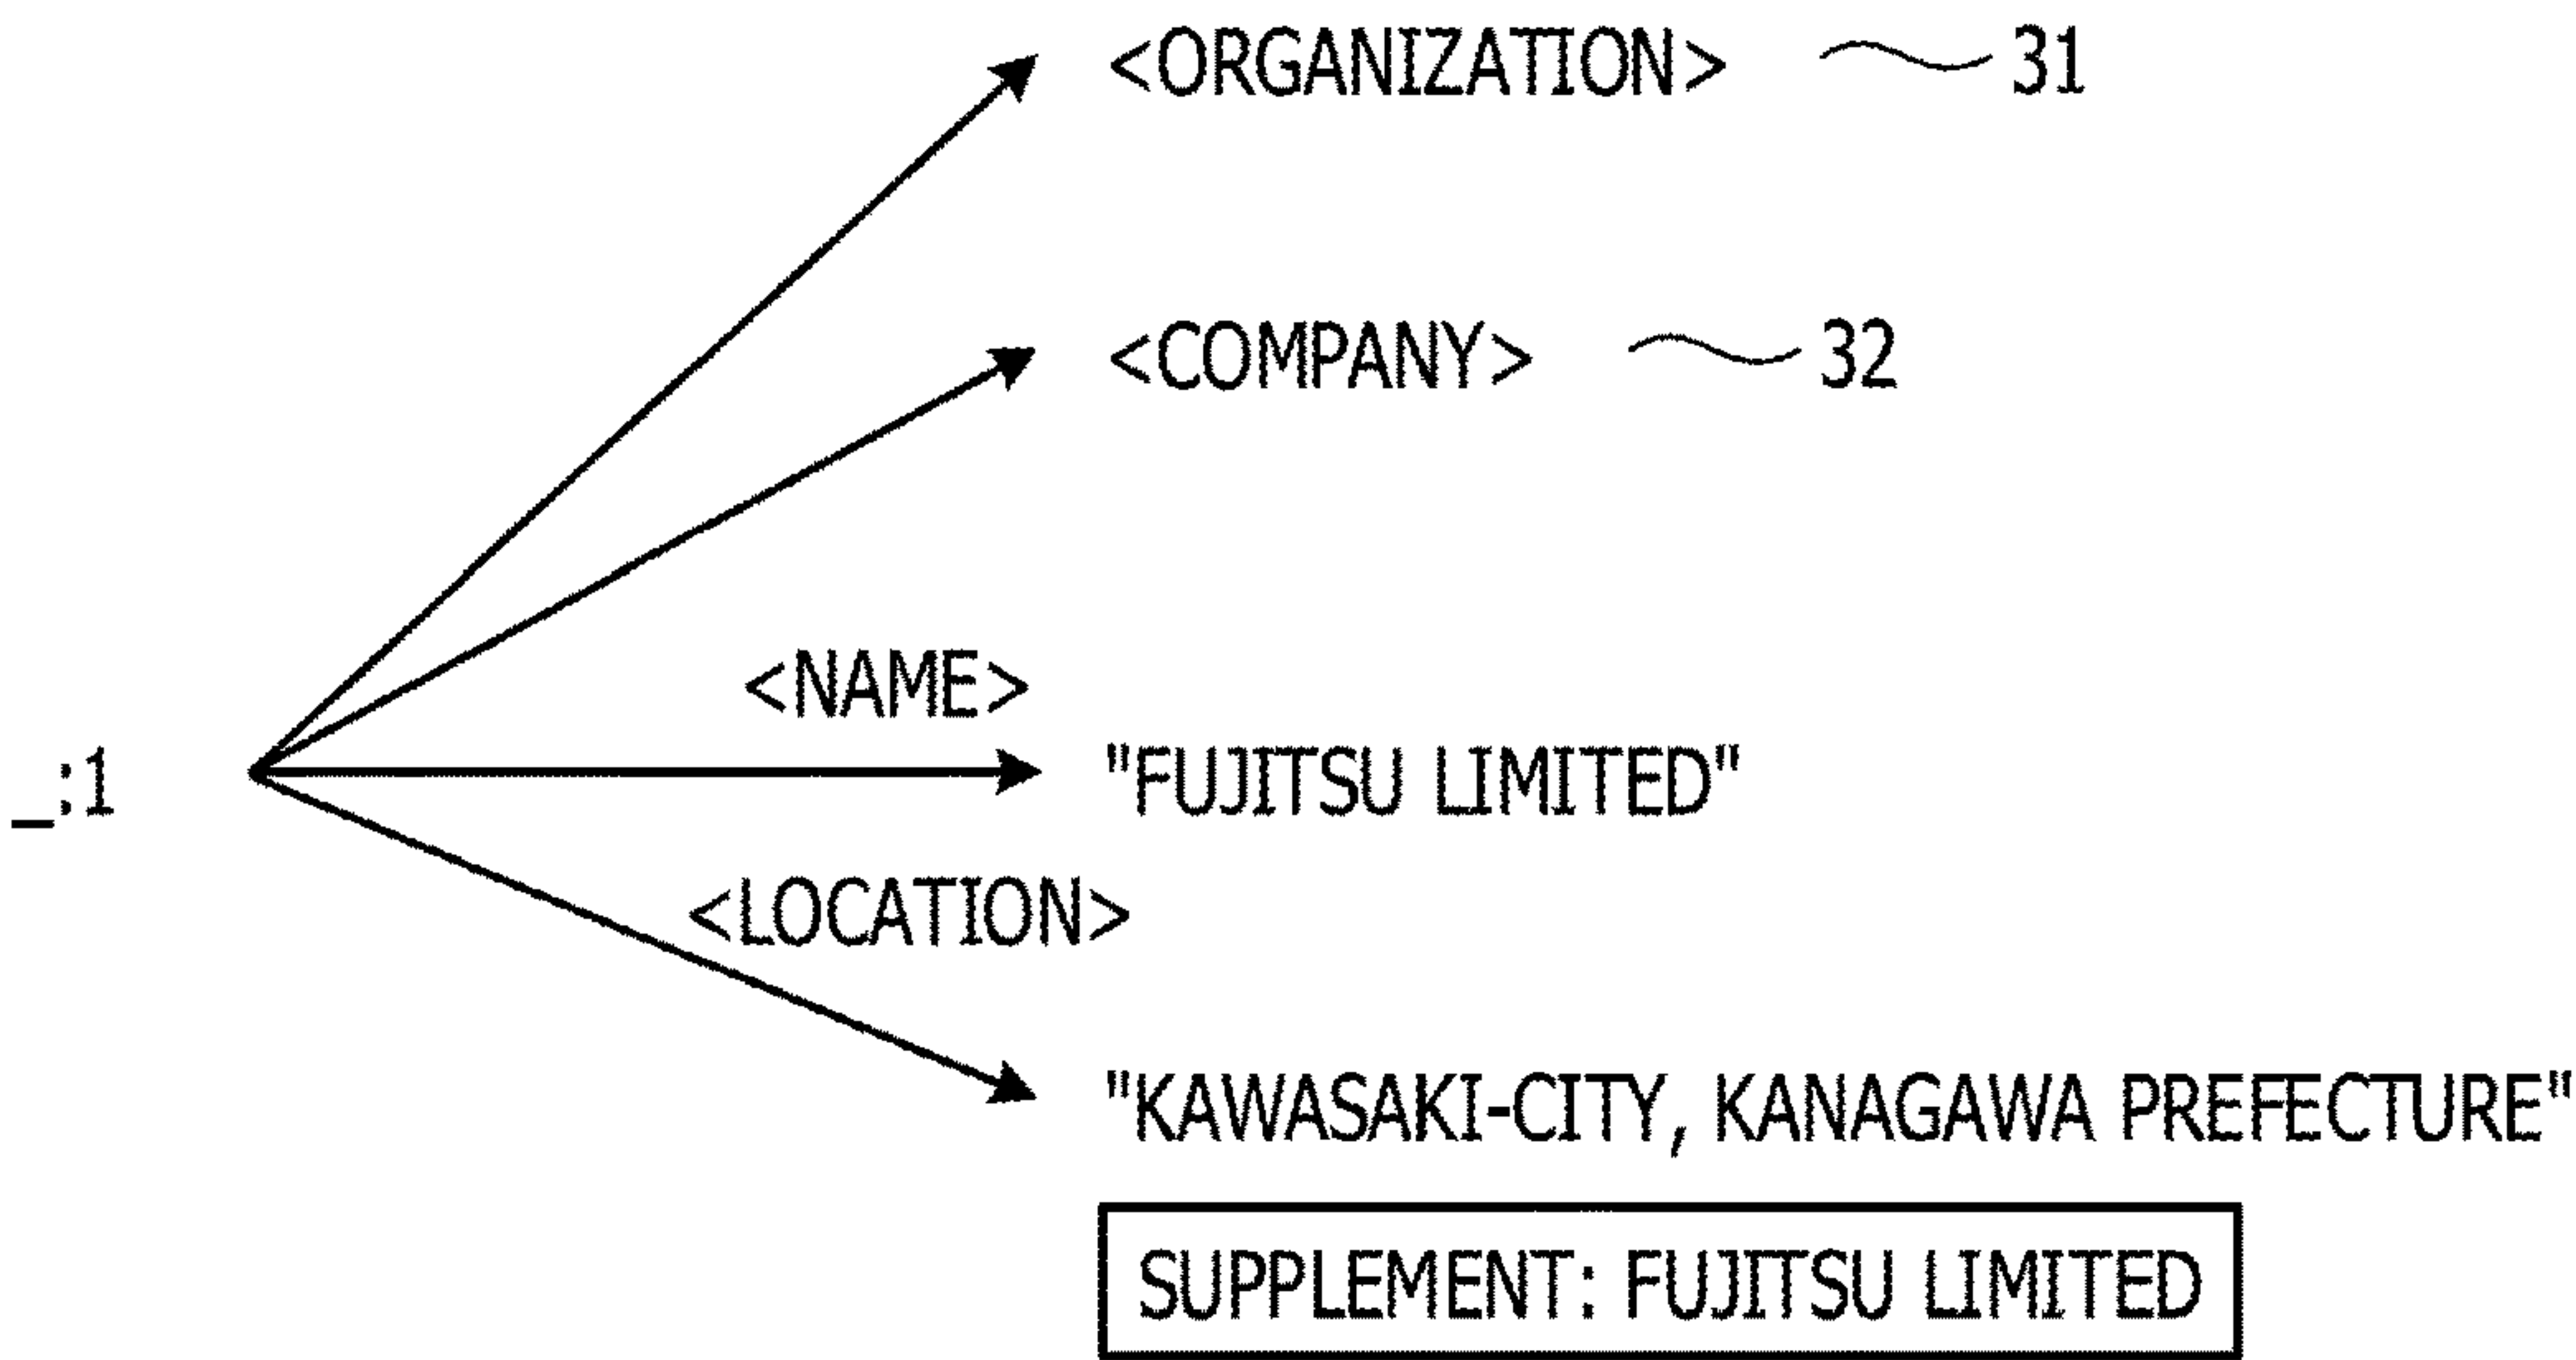 <ORGANIZATION> 31
<COMPANY> 32
<NAME>
_:1 "FUJITSU LIMITED"
<LOCATION>
"KAWASAKI-CITY, KANAGAWA PREFECTURE"
SUPPLEMENT: FUJITSU LIMITED